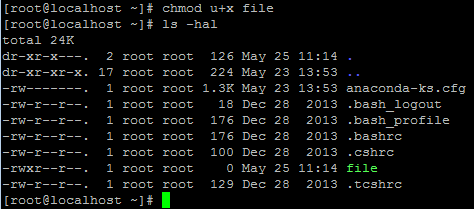 [root@localhost ~]# chmod u+x file
[root@localhost ~]# ls -hal
total 24K
dr-xr-x---.  2 root root  126 May 25 11:14 .
dr-xr-xr-x. 17 root root  224 May 23 13:53 ..
-rw-------.  1 root root 1.3K May 23 13:53 anaconda-ks.cfg
-rw-r--r--.  1 root root   18 Dec 28  2013 .bash_logout
-rw-r--r--.  1 root root  176 Dec 28  2013 .bash_profile
-rw-r--r--.  1 root root  176 Dec 28  2013 .bashrc
-rw-r--r--.  1 root root  100 Dec 28  2013 .cshrc
-rwxr--r--.  1 root root    0 May 25 11:14 file
-rw-r--r--.  1 root root  129 Dec 28  2013 .tcshrc
[root@localhost ~]#